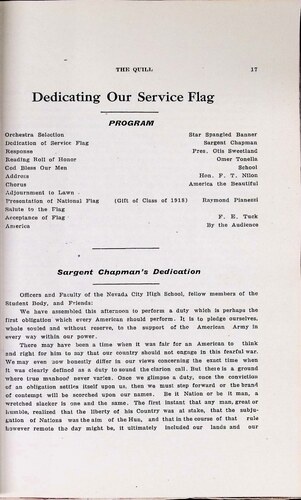 THE QUILL 17
Dedicating Our Service Flag
PROGRAM
Orchestra Selection Star Spangled Banner
Dedication of Service Flag Sargent Chapman
Response Pres. Otis Sweetland
Reading Roll of Honor Omer Tonella
God Bless Our Men School
Address Hon. F. T. Nilon
Chorus America the Beautiful
Adjournment to Lawn
Presentation of National Flag (Gift of Class of 1918) Raymond Pianezzi
Salute to the Flag
Acceptance of Flag F. E. Tuck
America By the Audience
Sargent Chapman's Dedication
Officers and Faculty of the Nevada City High School, fellow members of the
Student Body, and Friends:
We have assembled this afternoon to perform a duty which is perhaps the
first obligation which every American should perform. It is to pledge ourselves,
whole souled and without reserve, to the support of the American Army in
every way within our power.
There may have been a time when it was fair for an American to think
and right for him to say that our country should not engage in this fearful war.
We may even now honestly differ in our views concerning the exact time when
it was clearly defined as a duty to sound the clarion call. But there is a ground
where true manhood never varies. Once we glimpse a duty, once the conviction
of an obligation settles itself upon us, then we must step forward or the brand
of contempt will be scorched upon our names. Be it Nation or be it man, a
wretched slacker is one and the same. The first instant that any man, great or
humble, realized that the liberty of his Country was at stake, that the subju-
gation of Nations was the aim of the Hun, and that in the course of that rule
however remote the day might be, it ultimately included our lands and our